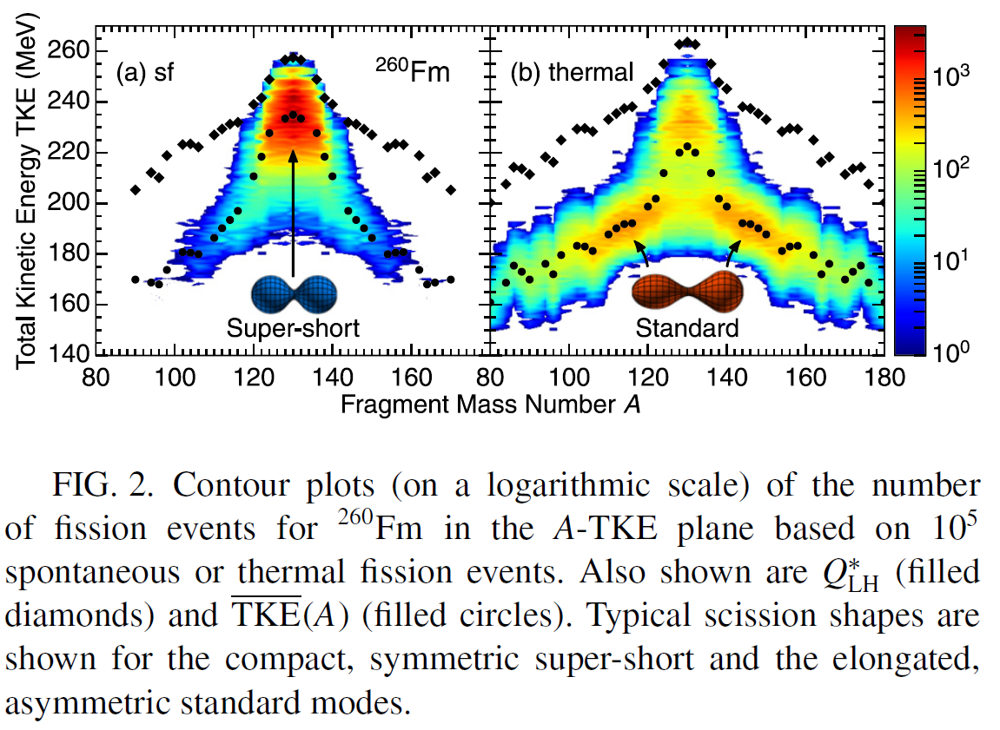 Total Kinetic Energy TKE (MeV)
260
240
220
200
180
160
140
(a) sf
²⁶⁰Fm
(b) thermal
Super-short
Standard
10³
10²
10¹
10⁰
80 100 120 140 160 80 100 120 140 160 180
Fragment Mass Number A
FIG. 2. Contour plots (on a logarithmic scale) of the number
of fission events for ²⁶⁰Fm in the A-TKE plane based on 10⁵
spontaneous or thermal fission events. Also shown are Q*LH (filled
diamonds) and T̅K̅E̅(A) (filled circles). Typical scission shapes are
shown for the compact, symmetric super-short and the elongated,
asymmetric standard modes.